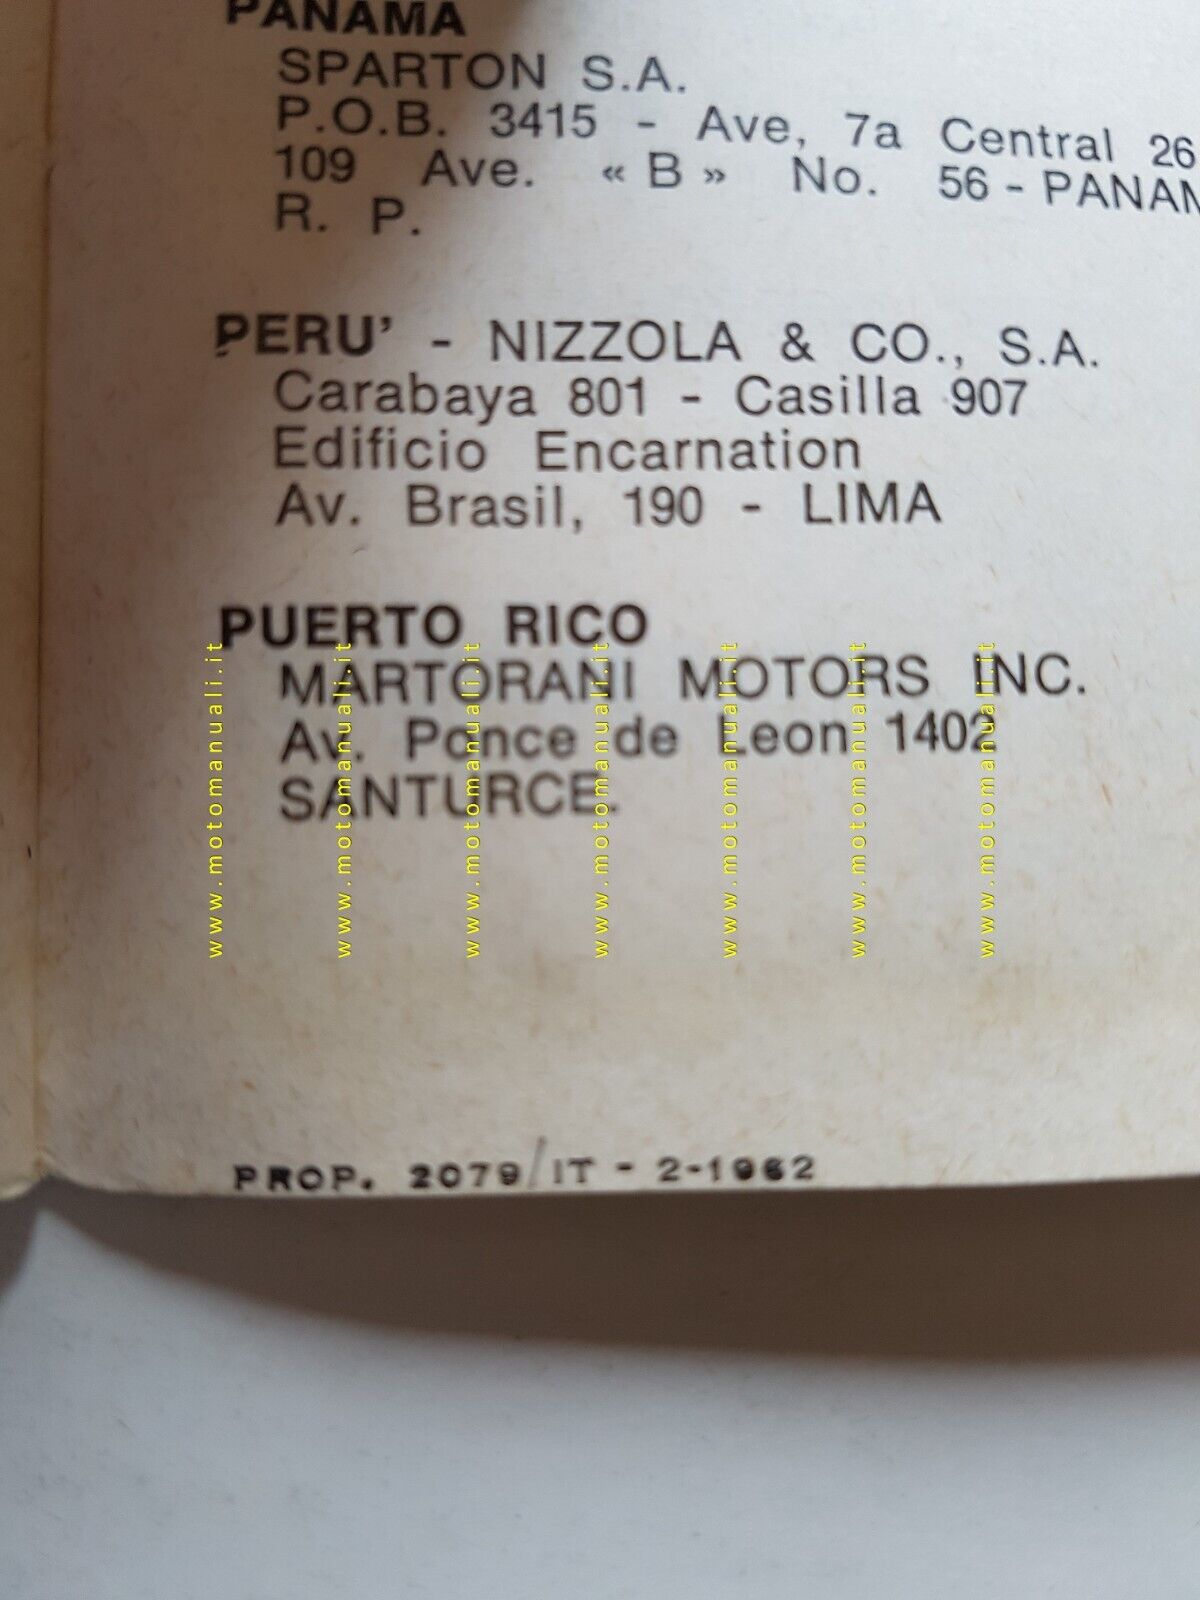 PANAMA
SPARTON S.A.
P.O.B. 3415 - Ave, 7a Central 26
109 Ave. « B » No. 56 - PANAM
R. P.
PERU' - NIZZOLA & CO., S.A.
Carabaya 801 - Casilla 907
Edificio Encarnation
Av. Brasil, 190 - LIMA
PUERTO RICO
MARTORANI MOTORS INC.
Av. Ponce de Leon 1402
SANTURCE.
www.motomanuali.it
www.motomanuali.it
www.motomanuali.it
www.motomanuali.it
www.motomanuali.it
www.motomanuali.it
www.motomanuali.it
PROP. 2079/IT - 2-1962